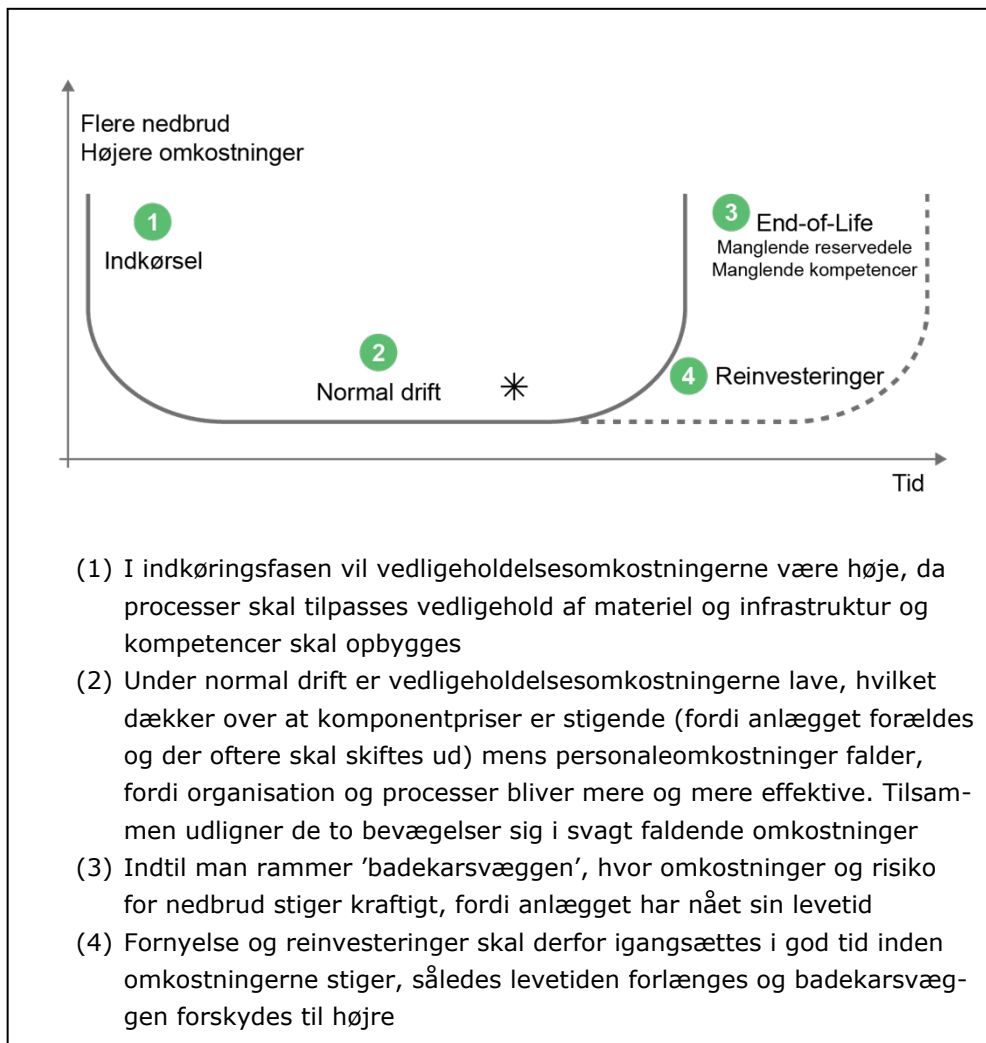 Flere nedbrud
Højere omkostninger
1
Indkørsel
2
Normal drift
3
End-of-Life
Manglende reservedele
Manglende kompetencer
4
Reinvesteringer
Tid
(1) I indkøringsfasen vil vedligeholdelsesomkostningerne være høje, da
processer skal tilpasses vedligehold af materiel og infrastruktur og
kompetencer skal opbygges
(2) Under normal drift er vedligeholdelsesomkostningerne lave, hvilket
dækker over at komponentpriser er stigende (fordi anlægget forældes
og der oftere skal skiftes ud) mens personaleomkostninger falder,
fordi organisation og processer bliver mere og mere effektive. Tilsam-
men udligner de to bevægelser sig i svagt faldende omkostninger
(3) Indtil man rammer ’badekarsvæggen’, hvor omkostninger og risiko
for nedbrud stiger kraftigt, fordi anlægget har nået sin levetid
(4) Fornyelse og reinvesteringer skal derfor igangsættes i god tid inden
omkostningerne stiger, således levetiden forlænges og badekarsvæg-
gen forskydes til højre